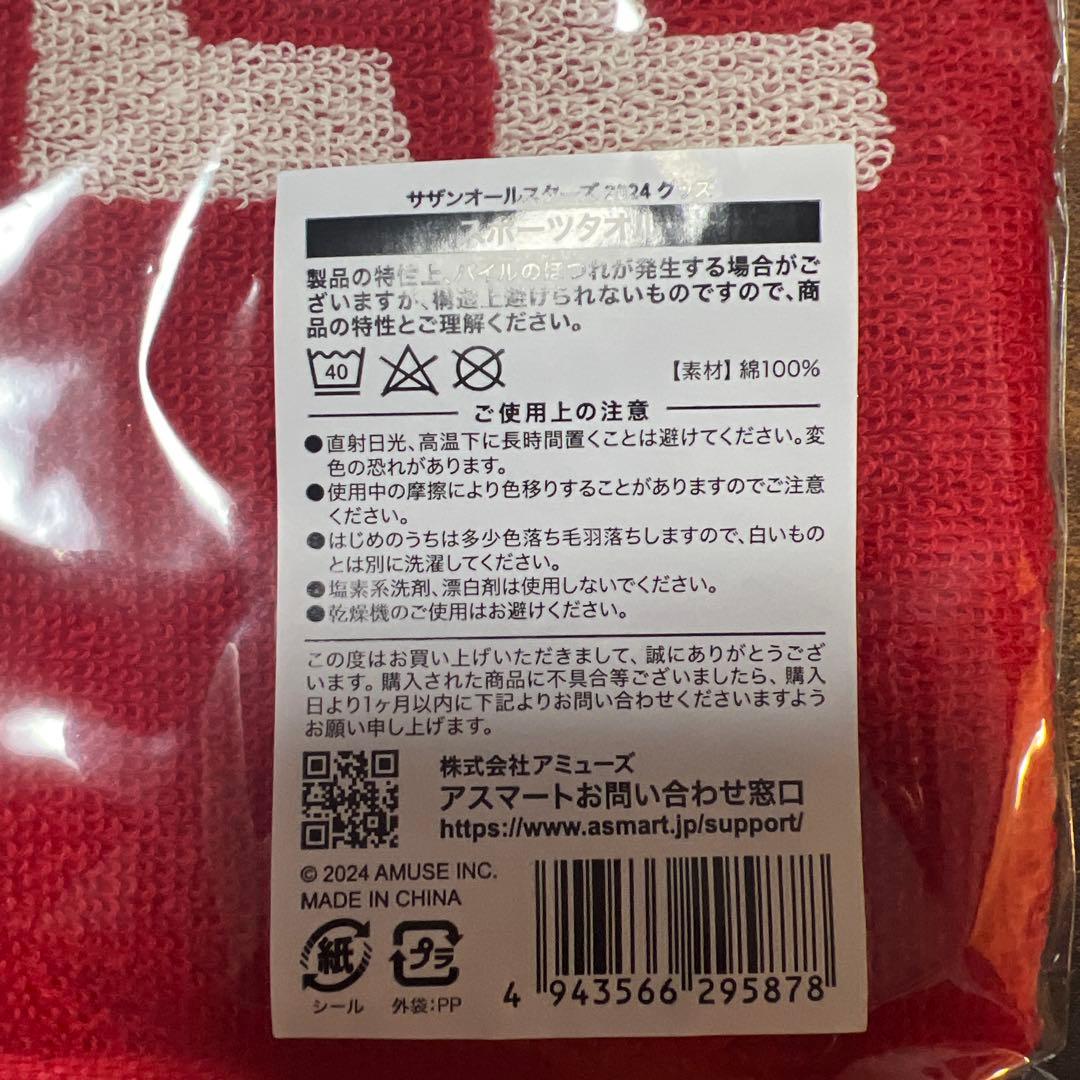 サザンオールスターズ 2024 グッズ
スポーツタオル
製品の特性上、パイルのほつれが発生する場合がご
ざいますが、構造上避けられないものですので、商
品の特性とご理解ください。
40
【素材】綿100%
ご使用上の注意
●直射日光、高温下に長時間置くことは避けてください。変
色の恐れがあります。
●使用中の摩擦により色移りすることがありますのでご注意
ください。
●はじめのうちは多少色落ち毛羽落ちしますので、白いもの
とは別に洗濯してください。
●塩素系洗剤、漂白剤は使用しないでください。
●乾燥機のご使用はお避けください。
この度はお買い上げいただきまして、誠にありがとうござ
います。購入された商品に不具合等ございましたら、購入
日より1ヶ月以内に下記よりお問い合わせくださいますよう
お願い申し上げます。
株式会社アミューズ
アスマートお問い合わせ窓口
https://www.asmart.jp/support/
© 2024 AMUSE INC.
MADE IN CHINA
紙
シール
プラ
外袋:PP
4 943566 295878